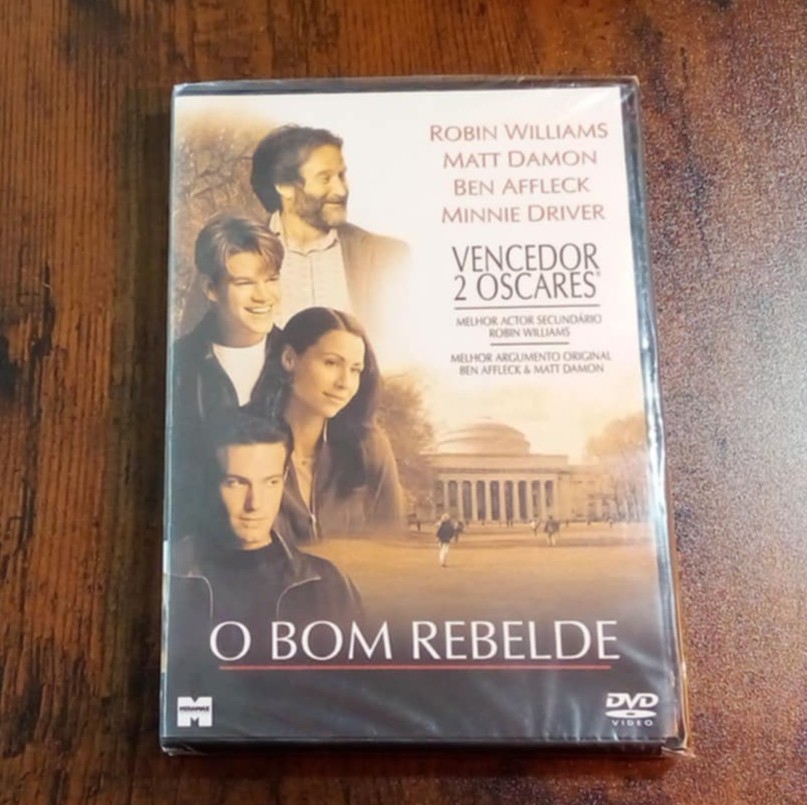 ROBIN WILLIAMS
MATT DAMON
BEN AFFLECK
MINNIE DRIVER
VENCEDOR
2 OSCARES®
MELHOR ACTOR SECUNDÁRIO
ROBIN WILLIAMS
MELHOR ARGUMENTO ORIGINAL
BEN AFFLECK & MATT DAMON
O BOM REBELDE
M
MIRAMAX
DVD
VIDEO